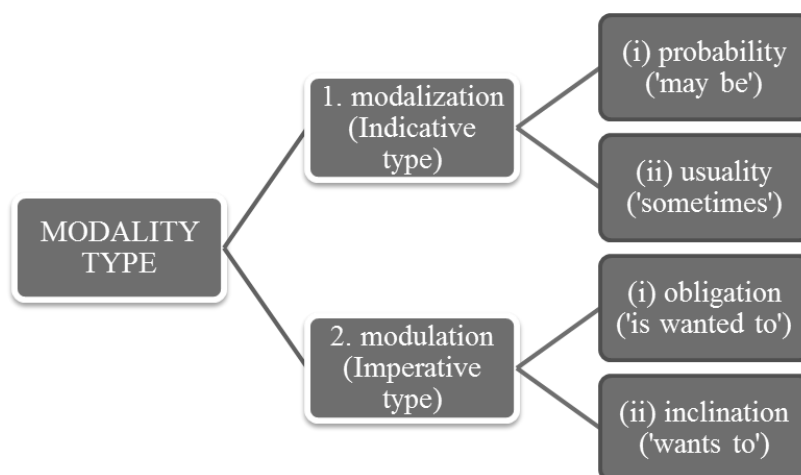 MODALITY
TYPE
1. modalization
(Indicative
type)
(i) probability
('may be')
(ii) usuality
('sometimes')
2. modulation
(Imperative
type)
(i) obligation
('is wanted to')
(ii) inclination
('wants to')